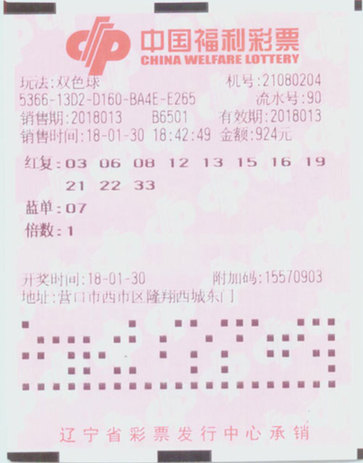 中国福利彩票
CHINA WELFARE LOTTERY
玩法:双色球 机号:21080204
5366-13D2-D160-BA4E-E265 流水号:90
销售期:2018013 B6501 有效期:2018013
销售时间:18-01-30 18:42:49 金额:924元
红复: 03 06 08 12 13 15 16 19
21 22 33
蓝单: 07
倍数: 1
开奖时间:18-01-30 附加码:15570903
地址:营口市西市区隆翔西城东门
辽宁省彩票发行中心承销